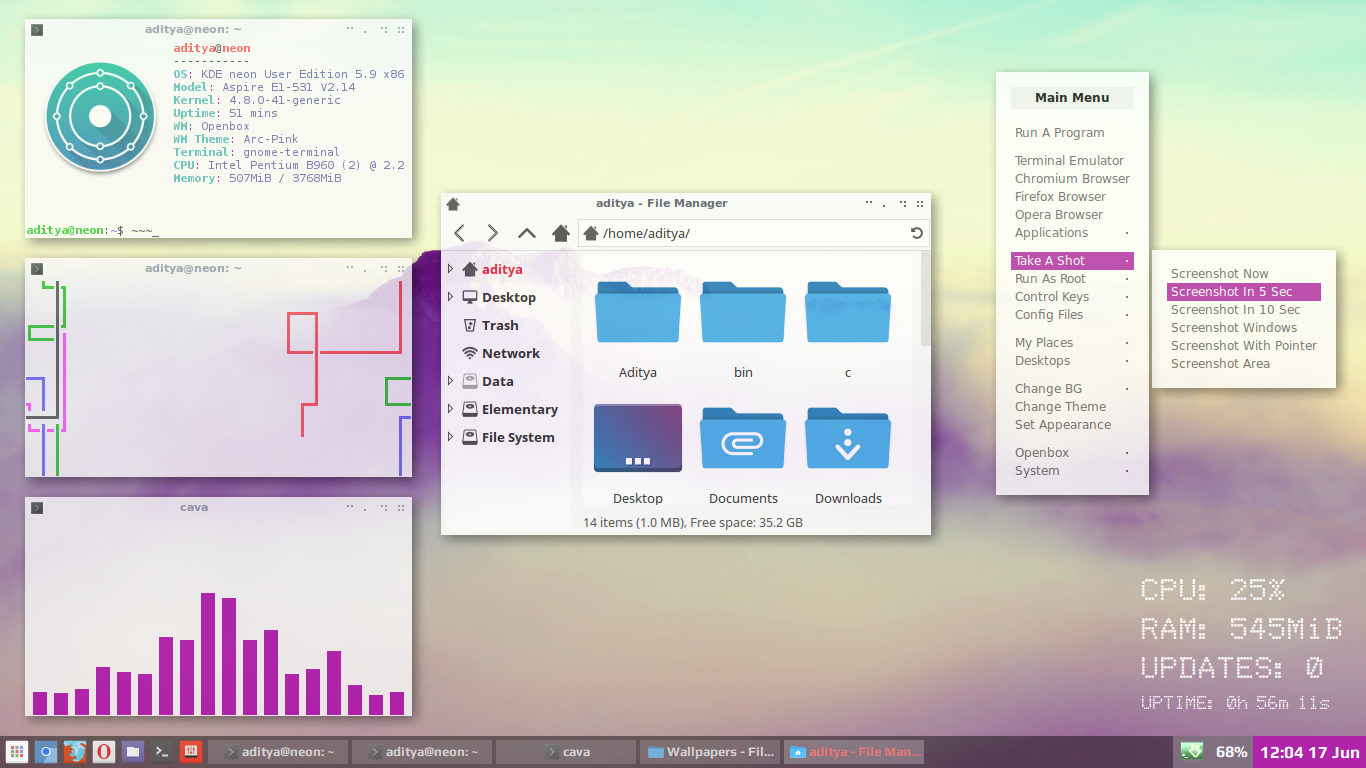 aditya@neon: ~
aditya@neon
-----------
OS: KDE neon User Edition 5.9 x86
Model: Aspire E1-531 V2.14
Kernel: 4.8.0-41-generic
Uptime: 51 mins
WM: Openbox
WM Theme: Arc-Pink
Terminal: gnome-terminal
CPU: Intel Pentium B960 (2) @ 2.2
Memory: 507MiB / 3768MiB
aditya@neon:~$ ~~~_
aditya@neon: ~
cava
aditya - File Manager
/home/aditya/
aditya
Desktop
Trash
Network
Data
Elementary
File System
Aditya
bin
c
Desktop
Documents
Downloads
14 items (1.0 MB), Free space: 35.2 GB
Main Menu
Run A Program
Terminal Emulator
Chromium Browser
Firefox Browser
Opera Browser
Applications
Take A Shot
Run As Root
Control Keys
Config Files
My Places
Desktops
Change BG
Change Theme
Set Appearance
Openbox
System
Screenshot Now
Screenshot In 5 Sec
Screenshot In 10 Sec
Screenshot Windows
Screenshot With Pointer
Screenshot Area
CPU: 25%
RAM: 545MiB
UPDATES: 0
UPTIME: 0h 56m 11s
aditya@neon: ~
aditya@neon: ~
cava
Wallpapers - Fil...
aditya - File Man...
68%
12:04 17 Jun